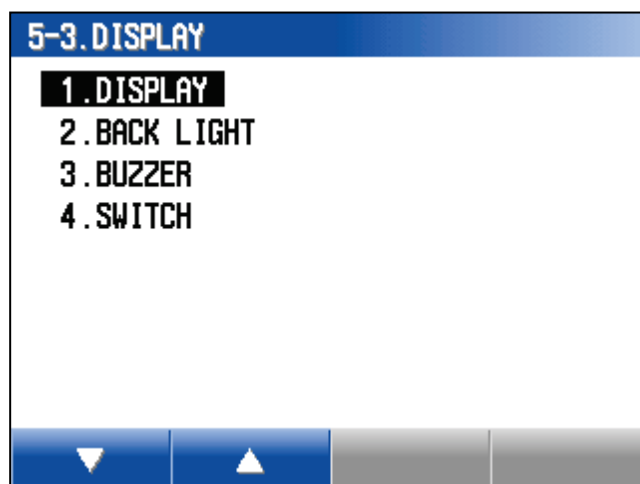 5-3.DISPLAY
1.DISPLAY
2.BACK LIGHT
3.BUZZER
4.SWITCH